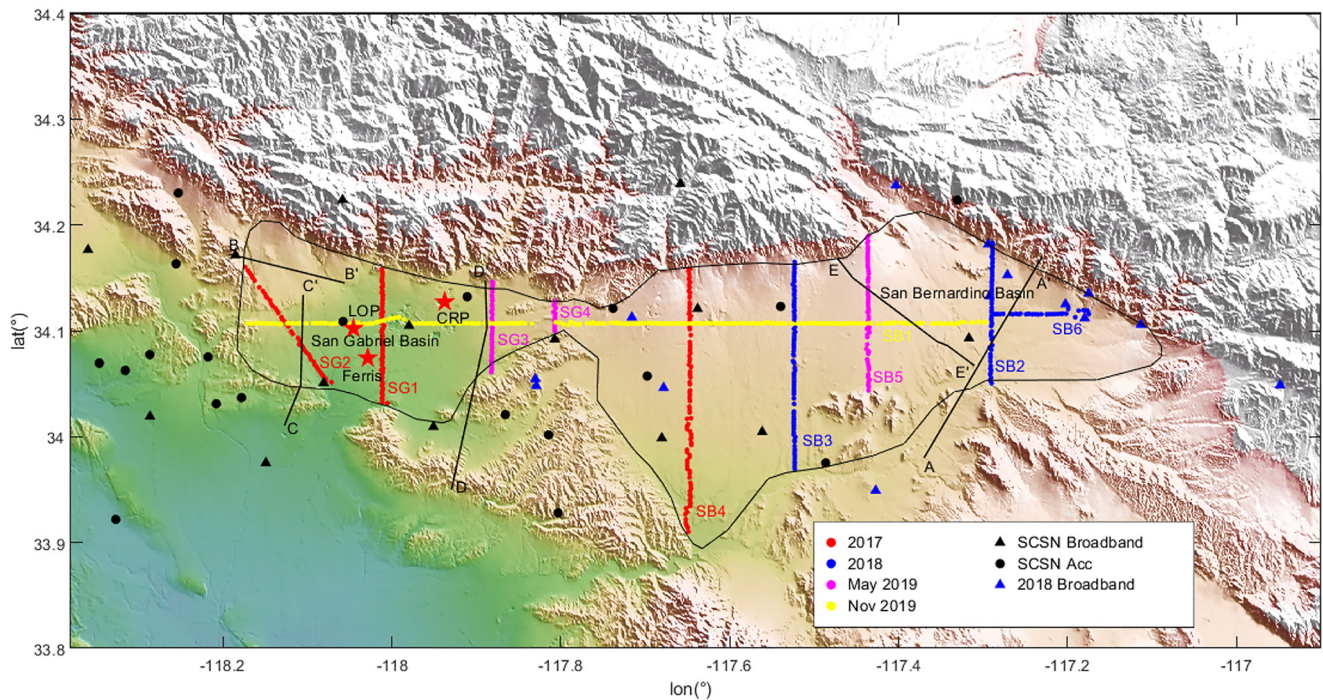 34.4
34.3
34.2
34.1
34
33.9
33.8
lat(°)
B
B'
C'
D
E
A'
LOP
CRP
SG4
San Bernardino Basin
San Gabriel Basin
SG3
SB1
SB6
SG2
Ferris
SG1
SB5
E'
SB2
C
SB3
A
D
SB4
2017
2018
May 2019
Nov 2019
SCSN Broadband
SCSN Acc
2018 Broadband
-118.2
-118
-117.8
-117.6
-117.4
-117.2
-117
lon(°)